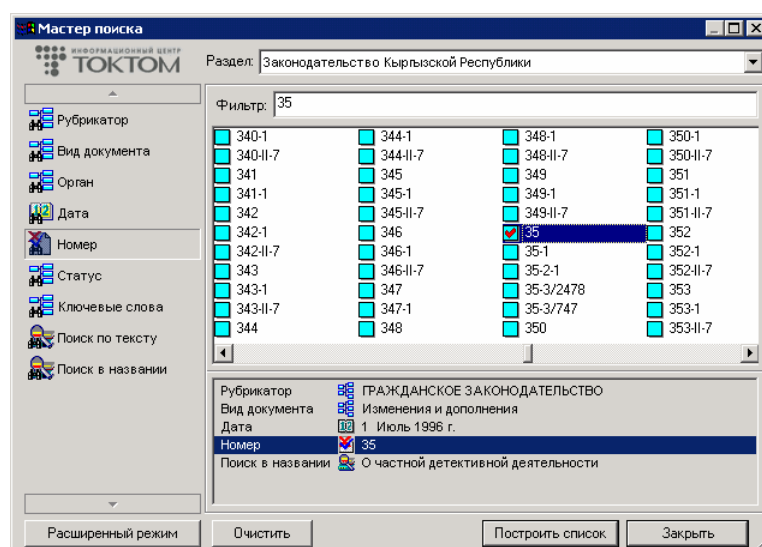 Мастер поиска
ИНФОРМАЦИОННЫЙ ЦЕНТР
ТОКТОМ
Раздел: Законодательство Кыргызской Республики
Рубрикатор
Вид документа
Орган
Дата
Номер
Статус
Ключевые слова
Поиск по тексту
Поиск в названии
Фильтр: 35
340-1 344-1 348-1 350-1
340-II-7 344-II-7 348-II-7 350-II-7
341 345 349 351
341-1 345-1 349-1 351-1
342 345-II-7 349-II-7 351-II-7
342-1 346 35 352
342-II-7 346-1 35-1 352-1
343 346-II-7 35-2-1 352-II-7
343-1 347 35-3/2478 353
343-II-7 347-1 35-3/747 353-1
344 348 350 353-II-7
Рубрикатор ГРАЖДАНСКОЕ ЗАКОНОДАТЕЛЬСТВО
Вид документа Изменения и дополнения
Дата 1 Июль 1996 г.
Номер 35
Поиск в названии О частной детективной деятельности
Расширенный режим Очистить Построить список Закрыть